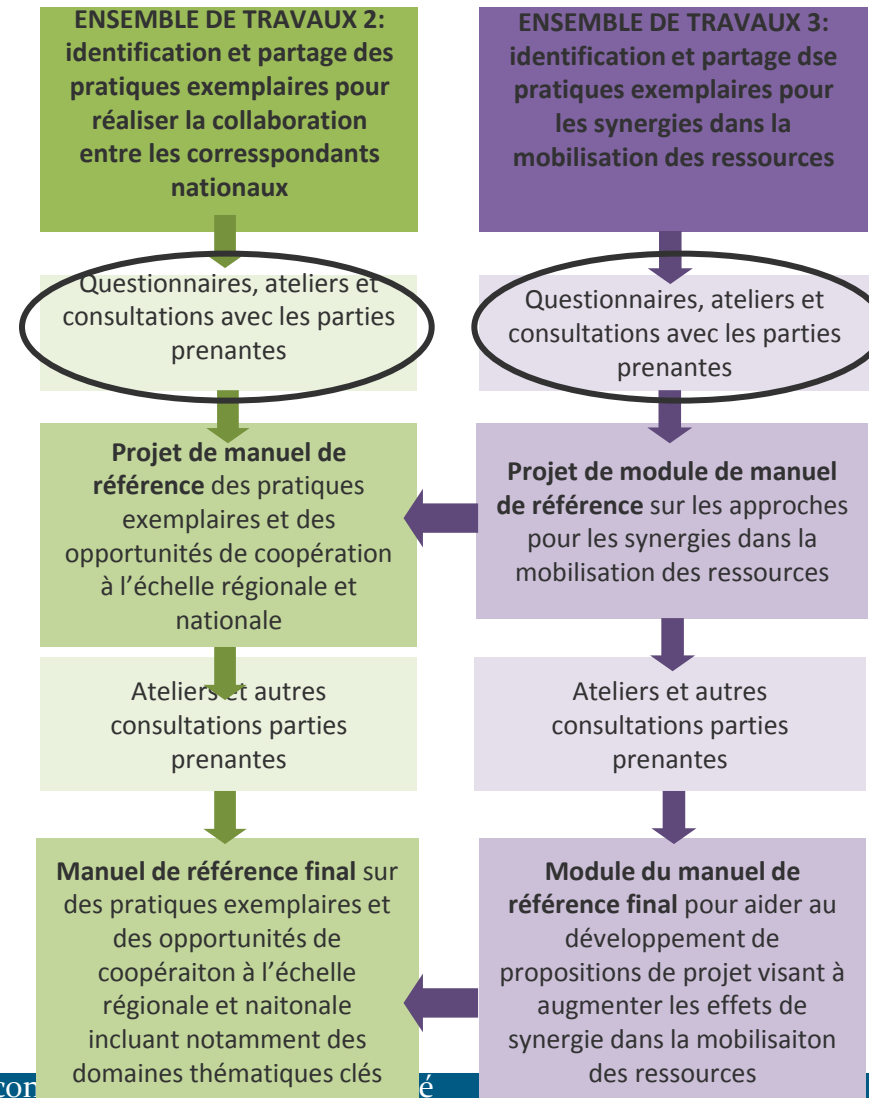 ENSEMBLE DE TRAVAUX 2:
identification et partage des
pratiques exemplaires pour
réaliser la collaboration
entre les corresspondants
nationaux
Questionnaires, ateliers et
consultations avec les parties
prenantes
Projet de manuel de
référence des pratiques
exemplaires et des
opportunités de coopération
à l’échelle régionale et
nationale
Ateliers et autres
consultations parties
prenantes
Manuel de référence final sur
des pratiques exemplaires et
des opportunités de
coopéraiton à l’échelle
régionale et naitonale
incluant notamment des
domaines thématiques clés
ENSEMBLE DE TRAVAUX 3:
identification et partage dse
pratiques exemplaires pour
les synergies dans la
mobilisation des ressources
Questionnaires, ateliers et
consultations avec les parties
prenantes
Projet de module de manuel
de référence sur les approches
pour les synergies dans la
mobilisation des ressources
Ateliers et autres
consultations parties
prenantes
Module du manuel de
référence final pour aider au
développement de
propositions de projet visant à
augmenter les effets de
synergie dans la mobilisaiton
des ressources